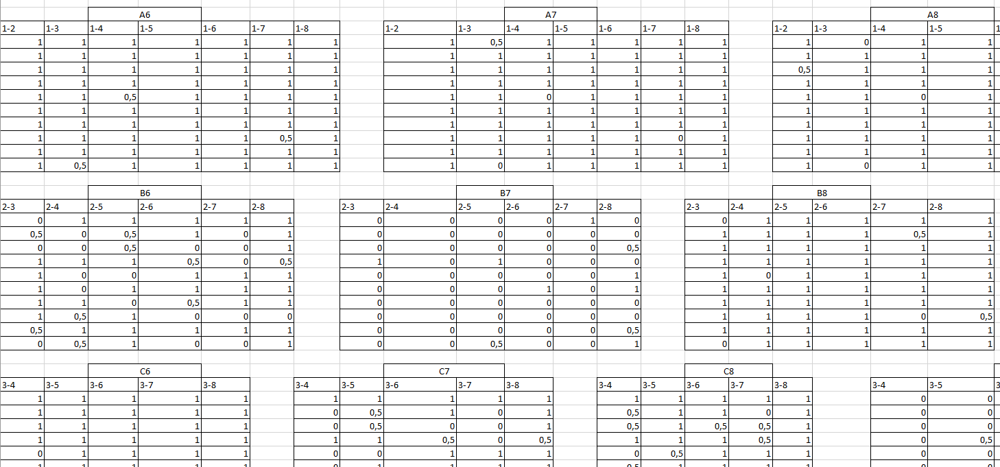 A6 A7 A8
1-2 1-3 1-4 1-5 1-6 1-7 1-8 1-2 1-3 1-4 1-5 1-6 1-7 1-8 1-2 1-3 1-4 1-5 1
1 1 1 1 1 1 1 1 0,5 1 1 1 1 1 1 0 1 1
1 1 1 1 1 1 1 1 1 1 1 1 1 1 1 1 1 1
1 1 1 1 1 1 1 1 1 1 1 1 1 1 0,5 1 1 1
1 1 1 1 1 1 1 1 1 1 1 1 1 1 1 1 1 1
1 1 0,5 1 1 1 1 1 1 0 1 1 1 1 1 1 0 1
1 1 1 1 1 1 1 1 1 1 1 1 1 1 1 1 1 1
1 1 1 1 1 1 1 1 1 1 1 1 1 1 1 1 1 1
1 1 1 1 1 0,5 1 1 1 1 1 1 0 1 1 1 1 1
1 1 1 1 1 1 1 1 1 1 1 1 1 1 1 1 1 1
1 0,5 1 1 1 1 1 1 0 1 1 1 1 1 1 0 1 1
B6 B7 B8
2-3 2-4 2-5 2-6 2-7 2-8 2-3 2-4 2-5 2-6 2-7 2-8 2-3 2-4 2-5 2-6 2-7 2-8
0 1 1 1 1 1 0 0 0 0 1 0 0 1 1 1 1 1
0,5 0 0,5 1 0 1 0 0 0 0 0 0 1 1 1 1 0,5 1
0 0 0,5 0 0 1 0 0 0 0 0 0,5 1 1 1 1 1 1
1 1 1 0,5 0 0,5 1 0 1 0 0 0 1 1 1 1 1 1
1 0 0 1 1 1 0 0 0 0 0 1 1 0 1 1 1 1
1 0 1 1 1 1 0 0 0 1 0 1 1 1 1 1 1 1
1 1 0 0,5 1 1 0 0 0 0 0 0 1 1 1 1 1 1
1 0,5 1 0 0 0 0 0 0 0 0 0 1 1 1 1 0 0,5
0,5 1 1 1 1 1 0 0 0 0 0 0,5 1 1 1 1 1 1
0 0,5 1 0 0 1 0 0 0,5 0 0 1 0 1 1 1 1 1
C6 C7 C8
3-4 3-5 3-6 3-7 3-8 3-4 3-5 3-6 3-7 3-8 3-4 3-5 3-6 3-7 3-8 3-4 3-5 3
1 1 1 1 1 1 1 1 1 1 1 1 1 1 1 0 0
1 1 1 1 1 0 0,5 1 0 1 0,5 1 1 0 1 0 0
1 1 1 1 1 0 0,5 0 0 1 0,5 1 0,5 0,5 1 0 0
1 1 1 1 1 1 1 0,5 0 0,5 1 1 1 0,5 1 0 0,5
0 1 1 1 1 0 0 1 1 1 0 0,5 1 1 1 0 0
1 1 1 1 1 0 1 1 1 1 0,5 1 1 1 1 0 0